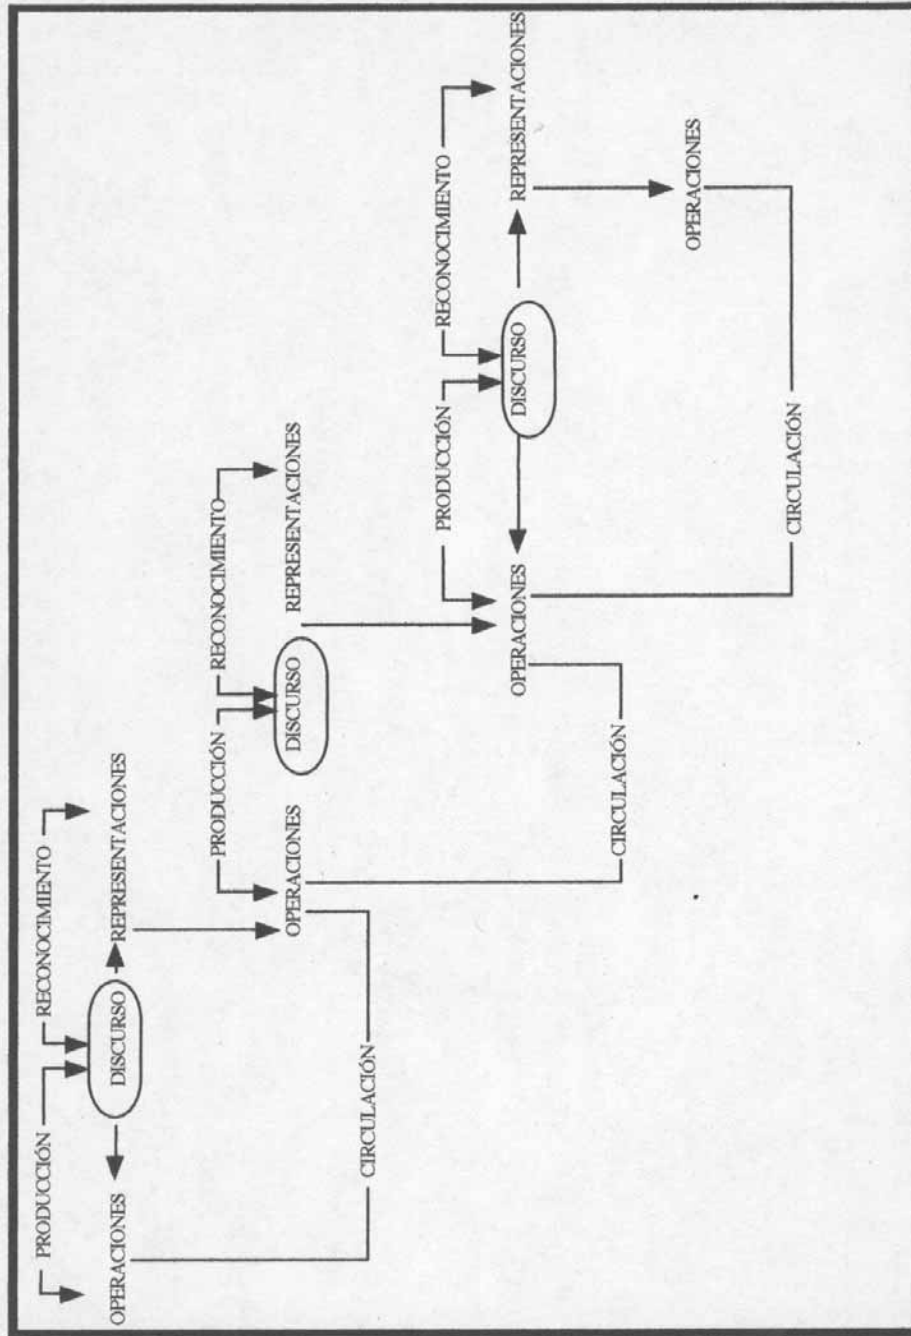 PRODUCCIÓN
RECONOCIMIENTO
OPERACIONES
DISCURSO
REPRESENTACIONES
PRODUCCIÓN
RECONOCIMIENTO
OPERACIONES
DISCURSO
REPRESENTACIONES
CIRCULACIÓN
PRODUCCIÓN
RECONOCIMIENTO
OPERACIONES
DISCURSO
REPRESENTACIONES
CIRCULACIÓN
OPERACIONES
CIRCULACIÓN